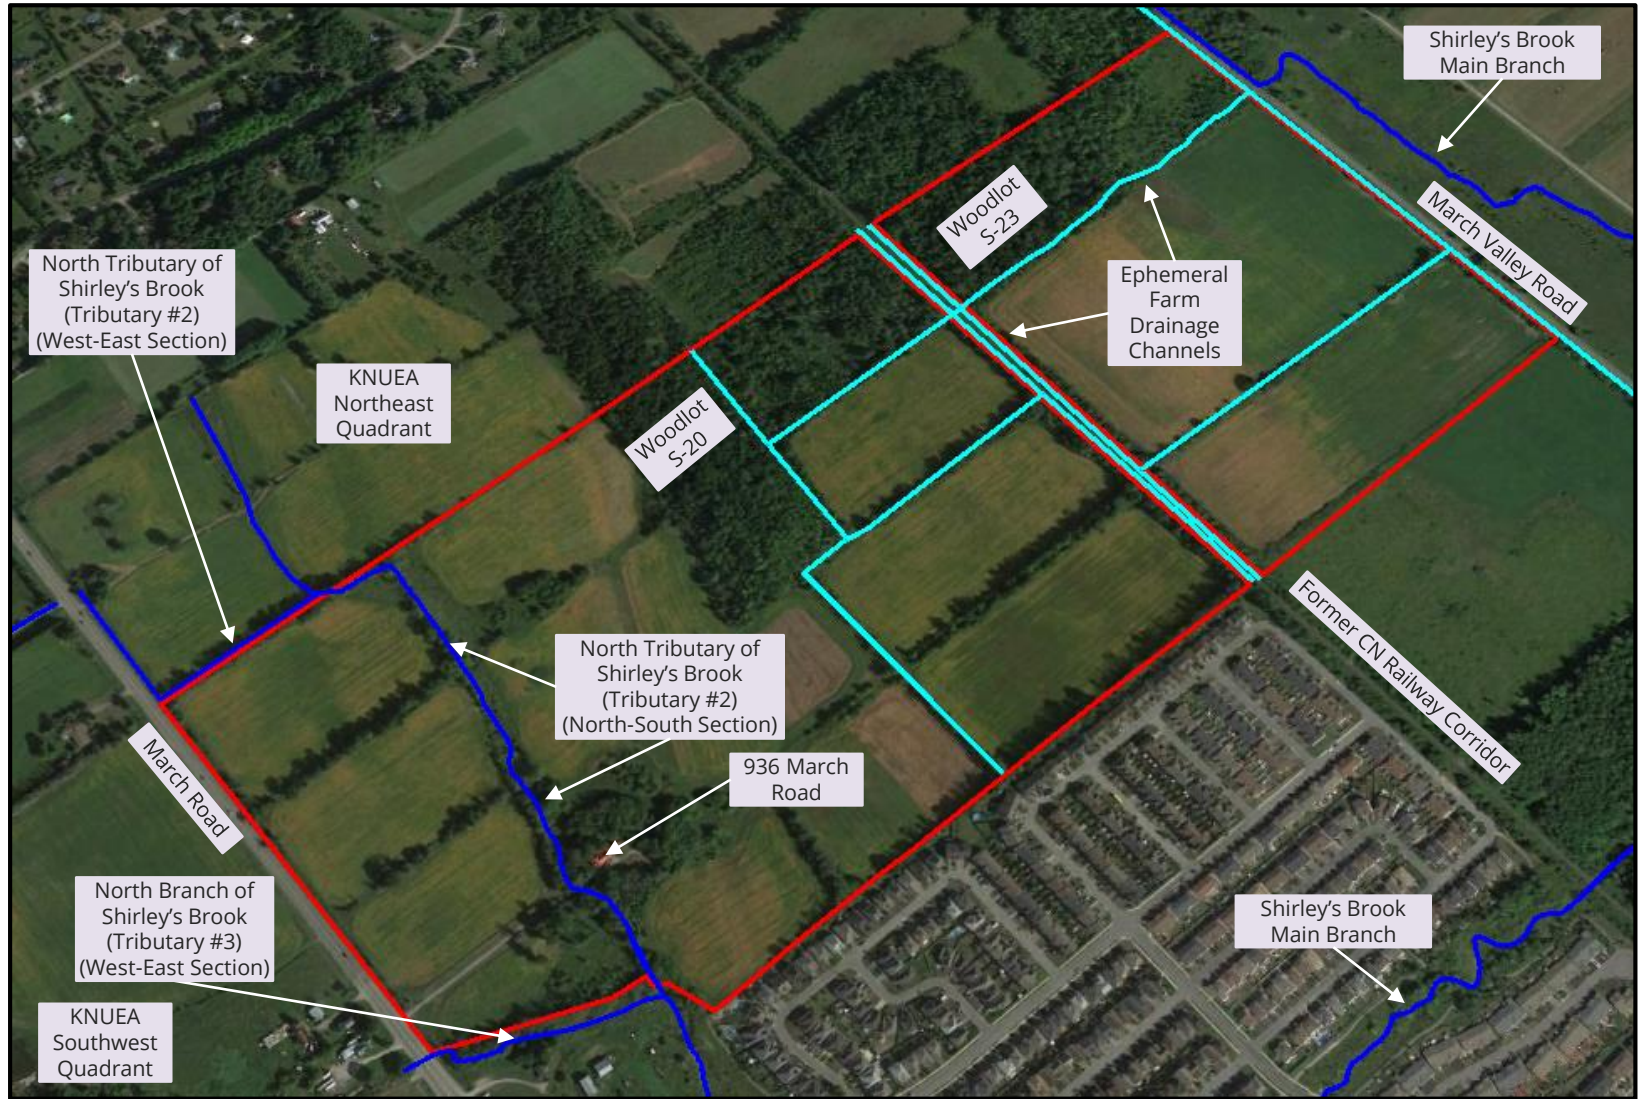 Shirley's Brook
Main Branch
Woodlot
S-23
March Valley Road
North Tributary of
Shirley's Brook
(Tributary #2)
(West-East Section)
Ephemeral
Farm
Drainage
Channels
KNUEA
Northeast
Quadrant
Woodlot
S-20
Former CN Railway Corridor
North Tributary of
Shirley's Brook
(Tributary #2)
(North-South Section)
March Road
936 March
Road
North Branch of
Shirley's Brook
(Tributary #3)
(West-East Section)
Shirley's Brook
Main Branch
KNUEA
Southwest
Quadrant